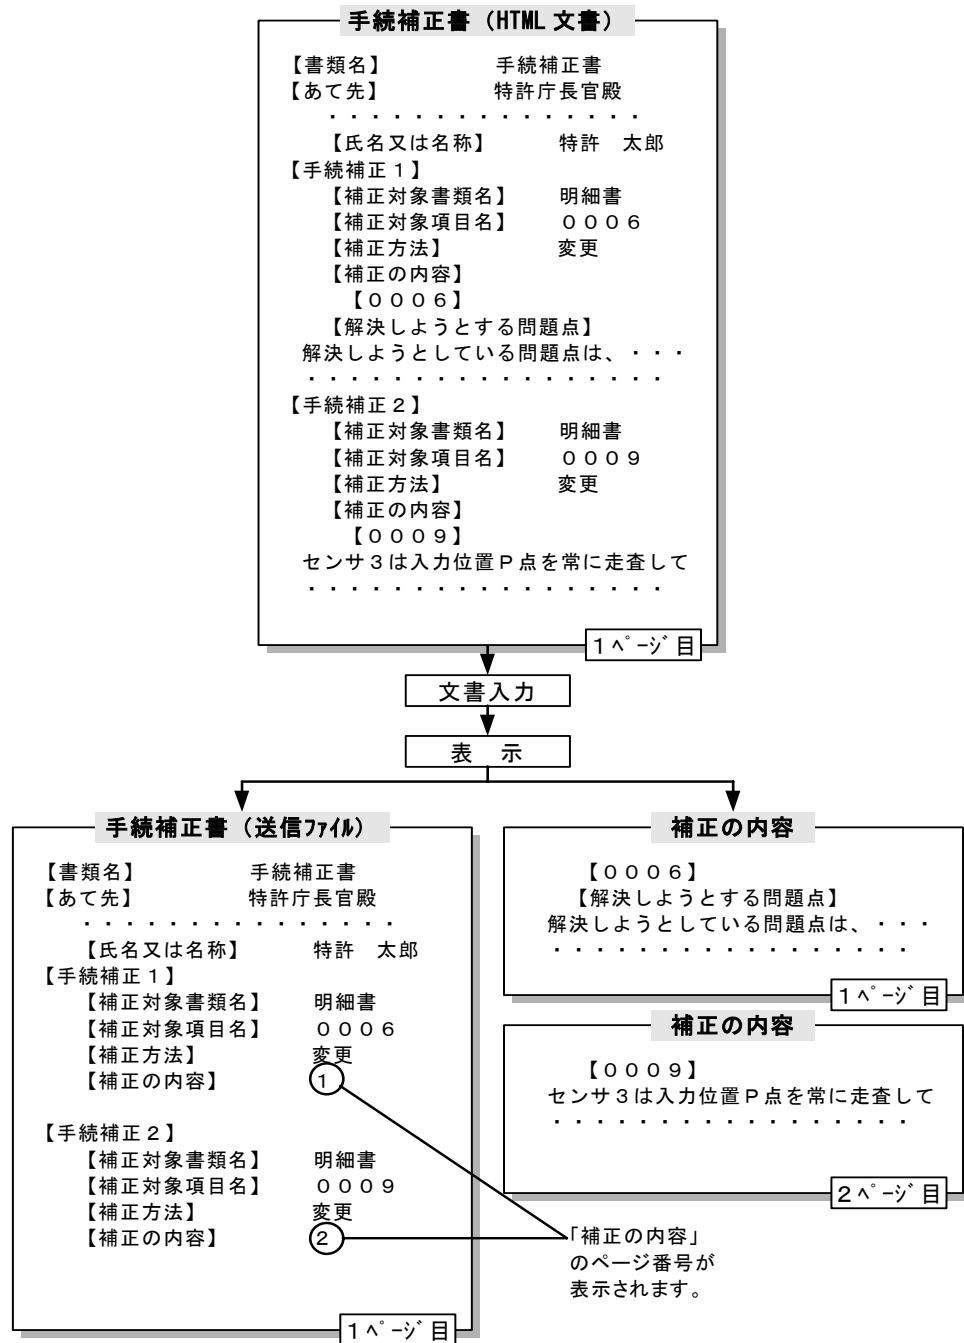 手続補正書（HTML 文書）
【書類名】　手続補正書
【あて先】　特許庁長官殿
・・・・・・・・・・・・・・・
【氏名又は名称】　特許　太郎
【手続補正１】
【補正対象書類名】　明細書
【補正対象項目名】　０００６
【補正方法】　変更
【補正の内容】
【０００６】
【解決しようとする問題点】
解決しようとしている問題点は、・・・
・・・・・・・・・・・・・・・・・
【手続補正２】
【補正対象書類名】　明細書
【補正対象項目名】　０００９
【補正方法】　変更
【補正の内容】
【０００９】
センサ３は入力位置Ｐ点を常に走査して
・・・・・・・・・・・・・・・・・
１ﾍﾟｰｼﾞ目
文書入力
表　示
手続補正書（送信ﾌｧｲﾙ）
【書類名】　手続補正書
【あて先】　特許庁長官殿
・・・・・・・・・・・・・・・
【氏名又は名称】　特許　太郎
【手続補正１】
【補正対象書類名】　明細書
【補正対象項目名】　０００６
【補正方法】　変更
【補正の内容】　１
【手続補正２】
【補正対象書類名】　明細書
【補正対象項目名】　０００９
【補正方法】　変更
【補正の内容】　２
１ﾍﾟｰｼﾞ目
補正の内容
【０００６】
【解決しようとする問題点】
解決しようとしている問題点は、・・・
・・・・・・・・・・・・・・・・・
１ﾍﾟｰｼﾞ目
補正の内容
【０００９】
センサ３は入力位置Ｐ点を常に走査して
・・・・・・・・・・・・・・・・・
２ﾍﾟｰｼﾞ目
「補正の内容」
のページ番号が
表示されます。